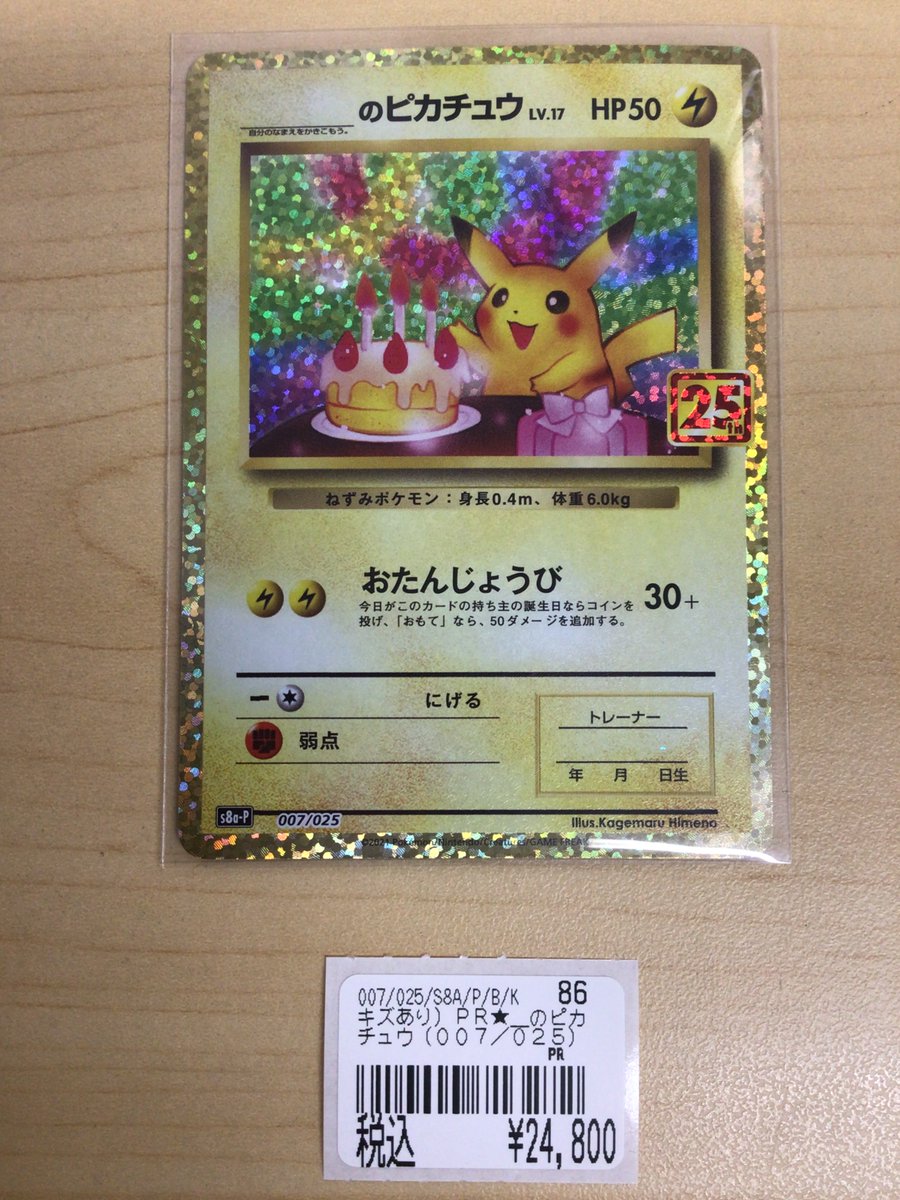 のピカチュウ LV.17 HP50
自分のなまえをかきこもう。
25th
ねずみポケモン：身長0.4m、体重6.0kg
おたんじょうび
今日がこのカードの持ち主の誕生日ならコインを
投げ、「おもて」なら、50ダメージを追加する。
30+
にげる
弱点
トレーナー
年 月 日生
s8a-P 007/025
Illus.Kagemaru Himeno
©2021 Pokémon/Nintendo/Creatures/GAME FREAK
007/025/S8A/P/B/K 86
キズあり) PR★_のピカ
チュウ(007/025)
PR
税込 ¥24,800